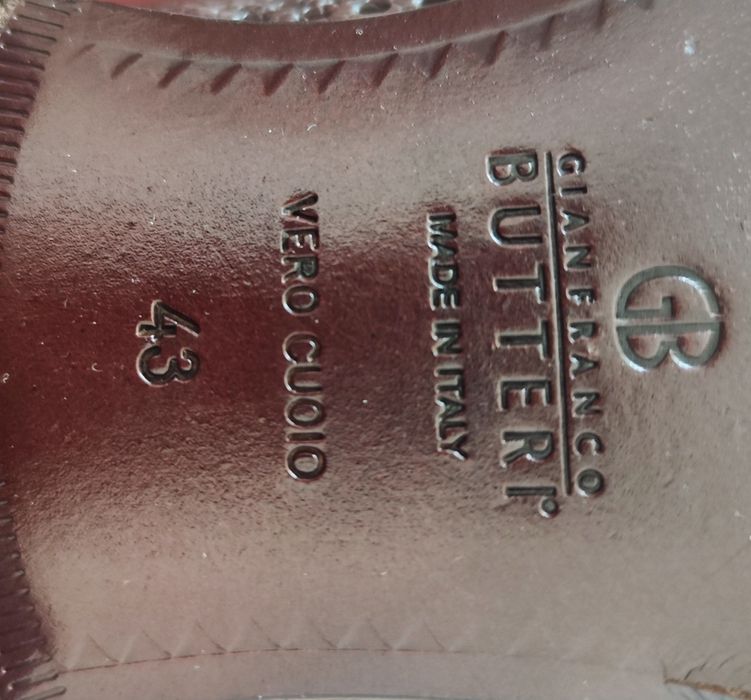 GB
GIANFRANCO
BUTTERI®
MADE IN ITALY
VERO CUOIO
43